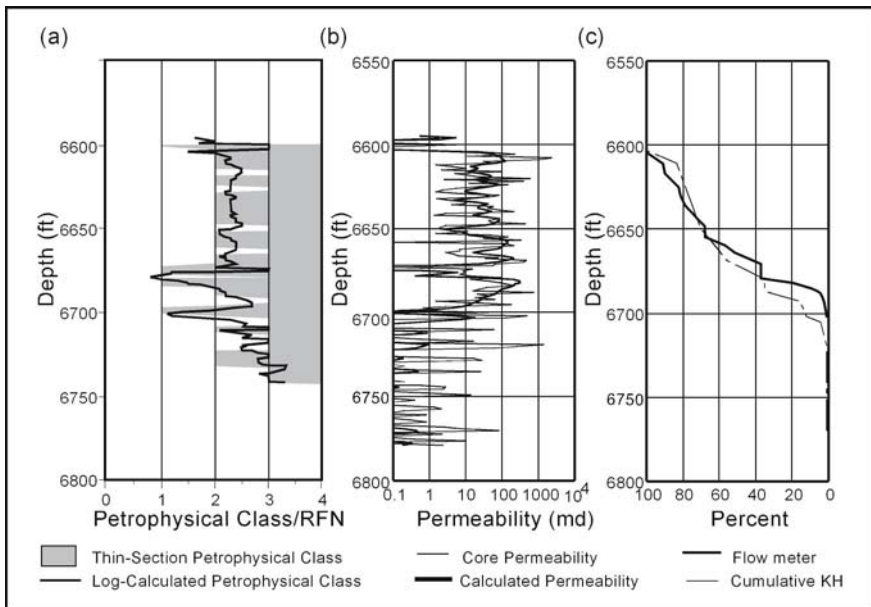 (a)
(b)
(c)
Depth (ft)
6600
6650
6700
6750
6800
0
1
2
3
4
Petrophysical Class/RFN
Depth (ft)
6550
6600
6650
6700
6750
6800
0.1
1
10
100
1000
10⁴
Permeability (md)
Depth (ft)
6550
6600
6650
6700
6750
6800
100
80
60
40
20
0
Percent
Thin-Section Petrophysical Class
Core Permeability
Flow meter
Log-Calculated Petrophysical Class
Calculated Permeability
Cumulative KH